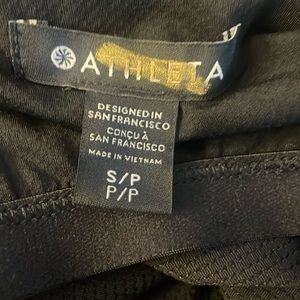 ATHLETA
DESIGNED IN
SAN FRANCISCO
CONÇU À
SAN FRANCISCO
MADE IN VIETNAM
S/P
P/P